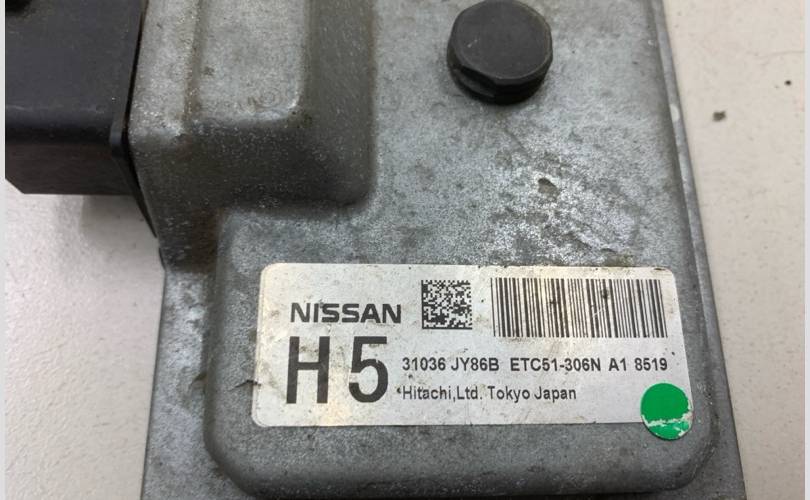 NISSAN
H5 31036 JY86B ETC51-306N A1 8519
Hitachi,Ltd. Tokyo Japan